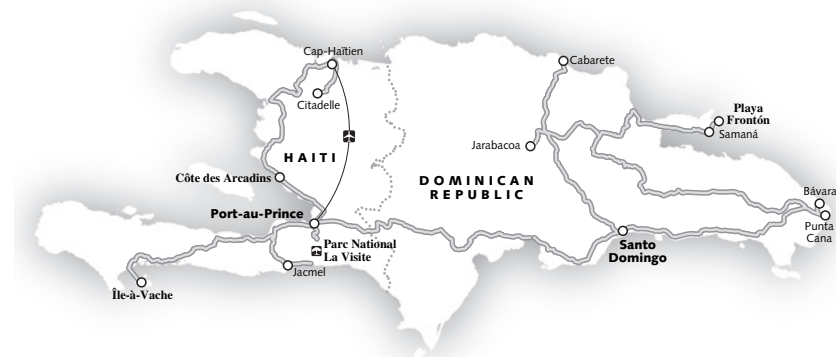 Cap-Haïtien
Cabarete
Citadelle
Playa
Frontón
Samaná
Jarabacoa
HAITI
Côte des Arcadins
DOMINICAN
REPUBLIC
Bávara
Port-au-Prince
Punta
Cana
Parc National
La Visite
Santo
Domingo
Jacmel
Île-à-Vache